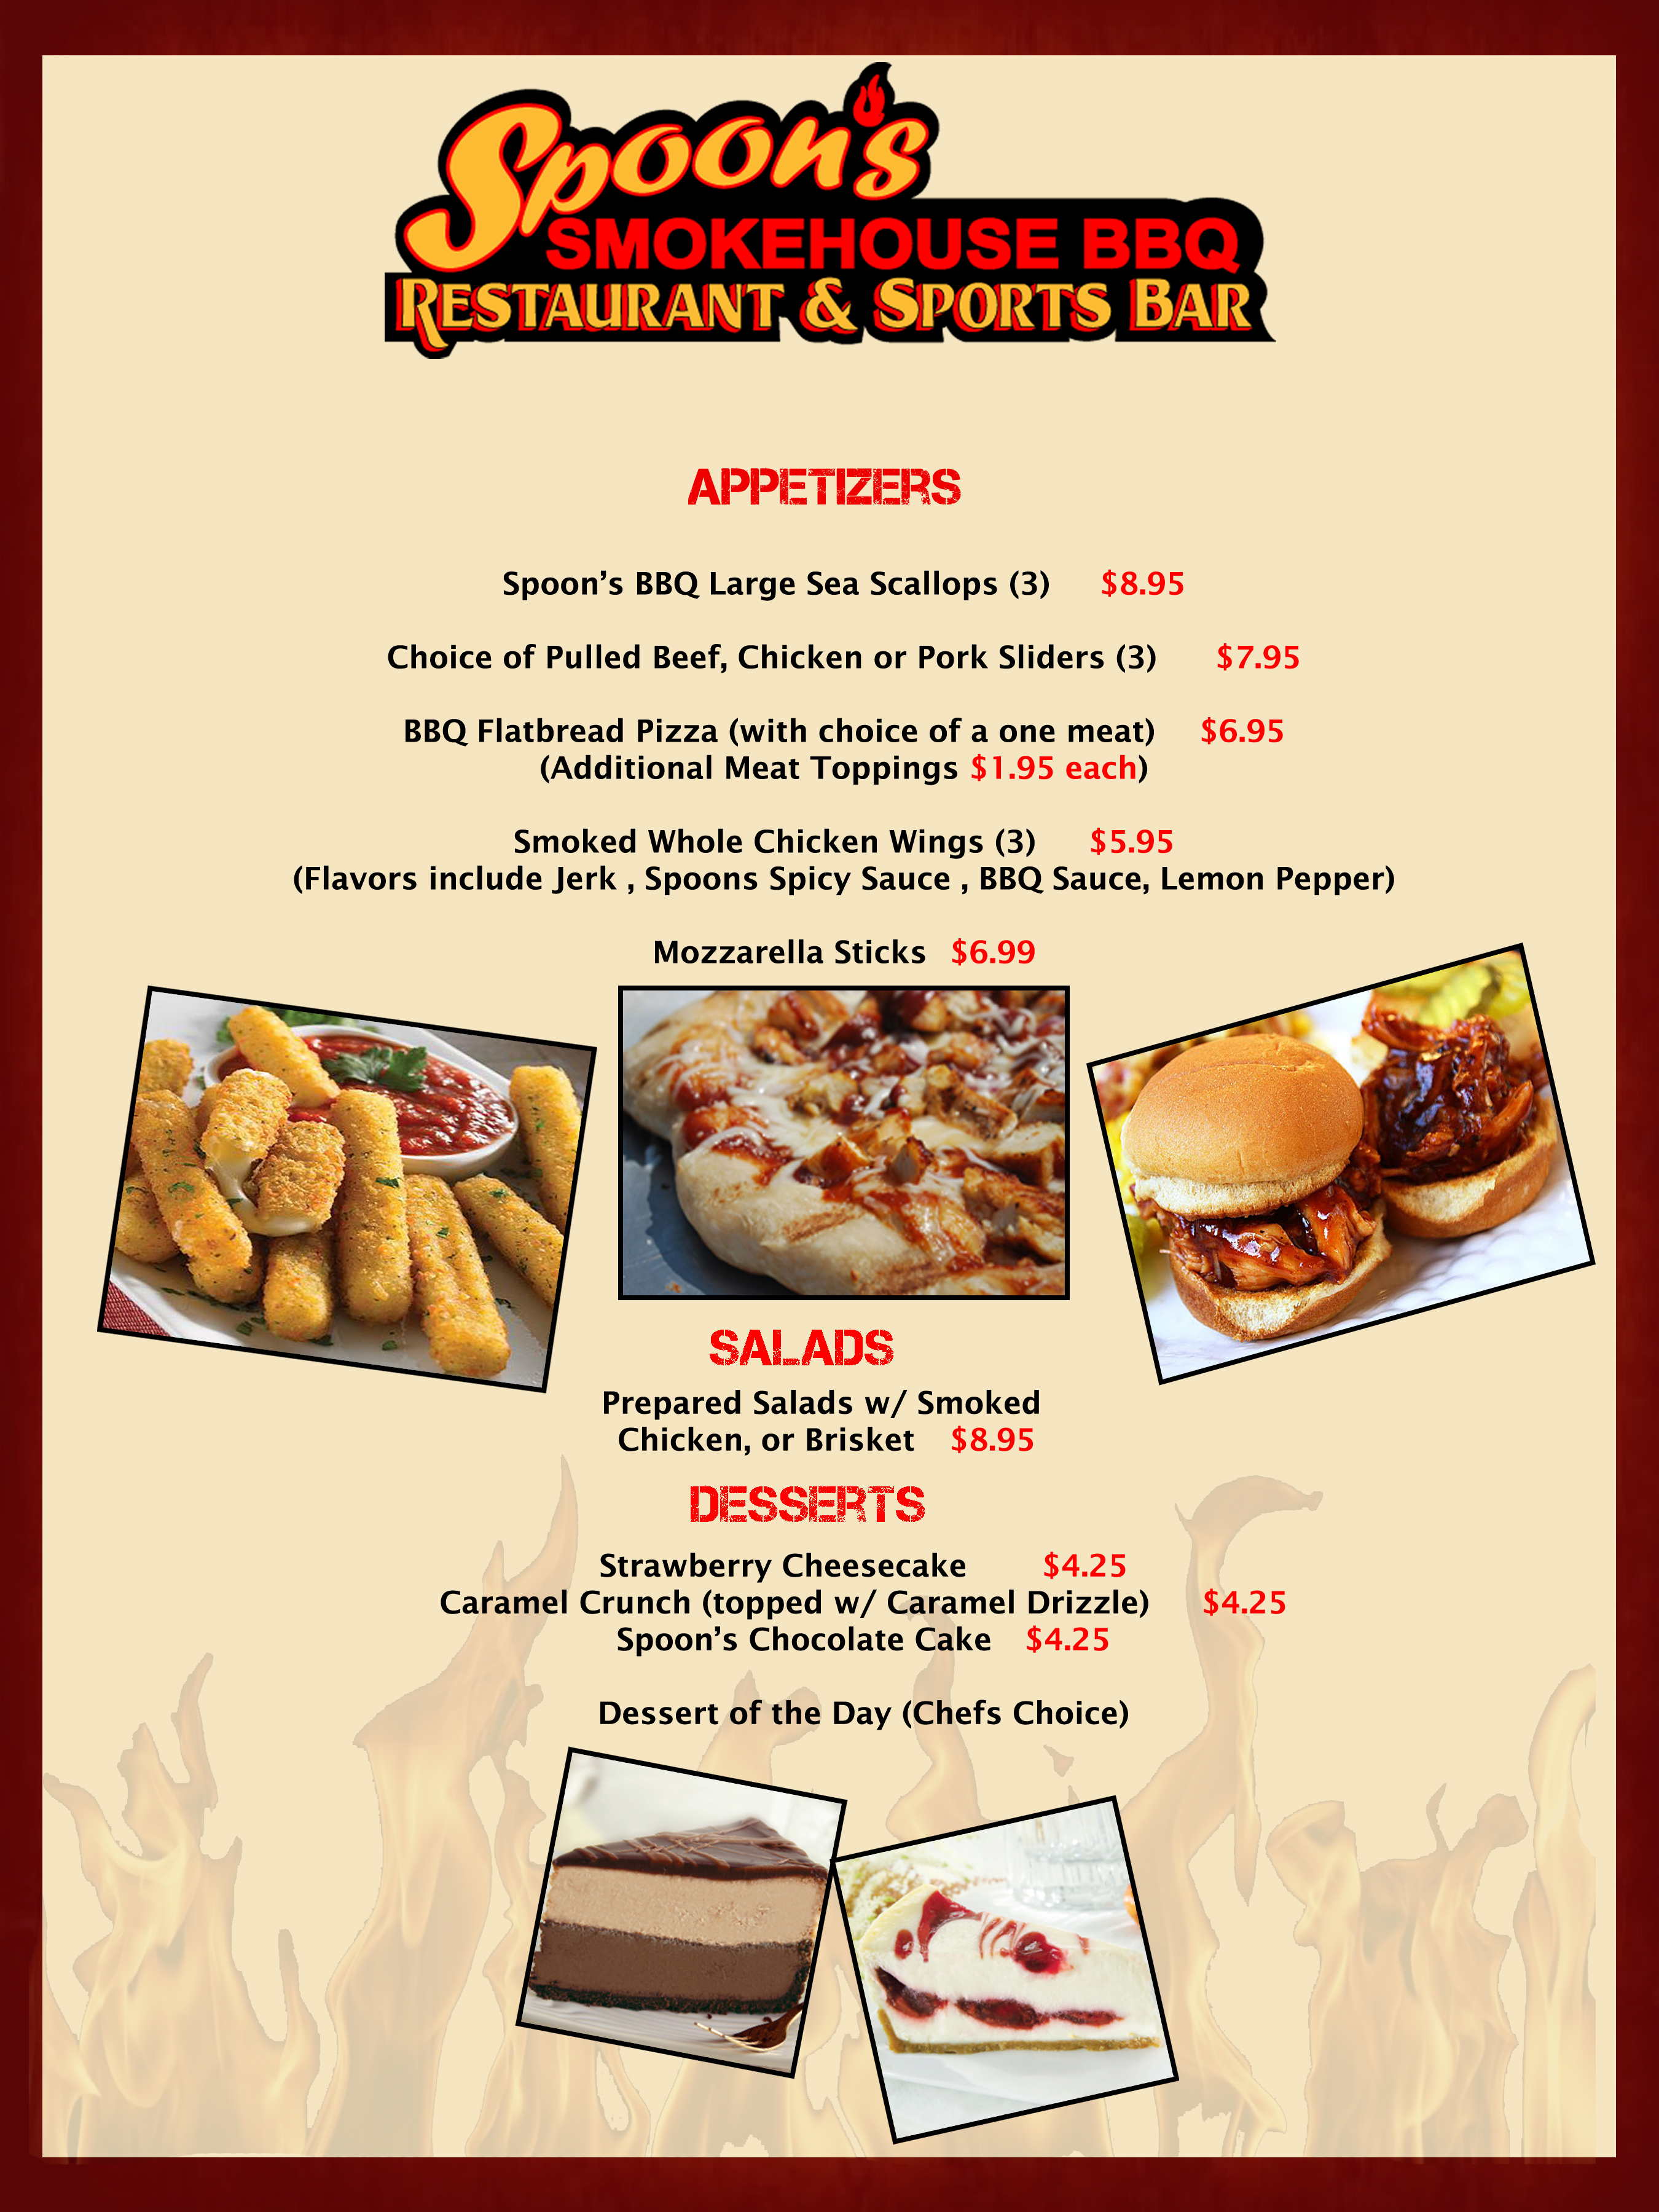 Spoon's
SMOKEHOUSE BBQ
RESTAURANT & SPORTS BAR
APPETIZERS
Spoon’s BBQ Large Sea Scallops (3) $8.95
Choice of Pulled Beef, Chicken or Pork Sliders (3) $7.95
BBQ Flatbread Pizza (with choice of a one meat) $6.95
(Additional Meat Toppings $1.95 each)
Smoked Whole Chicken Wings (3) $5.95
(Flavors include Jerk , Spoons Spicy Sauce , BBQ Sauce, Lemon Pepper)
Mozzarella Sticks $6.99
SALADS
Prepared Salads w/ Smoked
Chicken, or Brisket $8.95
DESSERTS
Strawberry Cheesecake $4.25
Caramel Crunch (topped w/ Caramel Drizzle) $4.25
Spoon’s Chocolate Cake $4.25
Dessert of the Day (Chefs Choice)